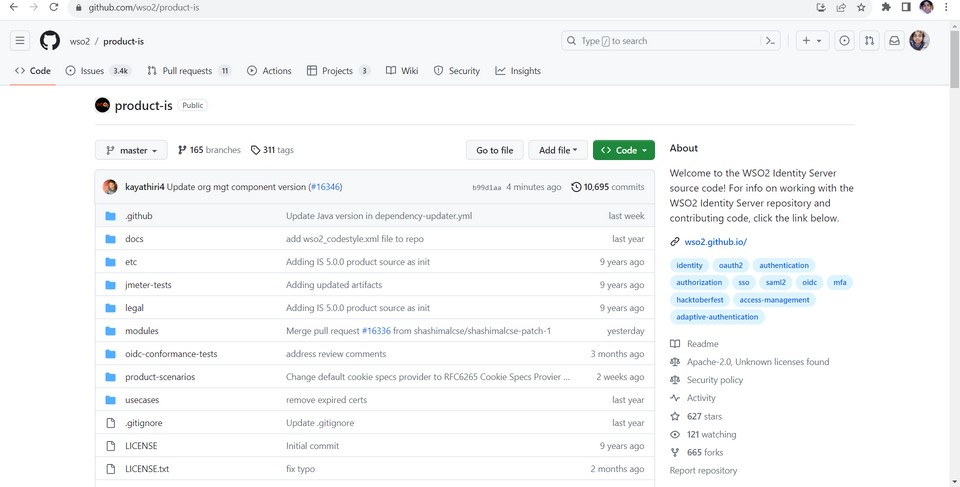 github.com/wso2/product-is
wso2 / product-is
Type / to search
Code Issues 3.4k Pull requests 11 Actions Projects 3 Wiki Security Insights
product-is Public
master 165 branches 311 tags Go to file Add file Code
kayathiri4 Update org mgt component version (#16346) b99d1aa 4 minutes ago 10,695 commits
.github Update Java version in dependency-updater.yml last week
docs add wso2_codestyle.xml file to repo last year
etc Adding IS 5.0.0 product source as init 9 years ago
jmeter-tests Adding updated artifacts 9 years ago
legal Adding IS 5.0.0 product source as init 9 years ago
modules Merge pull request #16336 from shashimalcse/shashimalcse-patch-1 yesterday
oidc-conformance-tests address review comments 3 months ago
product-scenarios Change default cookie specs provider to RFC6265 Cookie Specs Provier ... 2 weeks ago
usecases remove expired certs last year
.gitignore Update .gitignore last year
LICENSE Initial commit 9 years ago
LICENSE.txt fix typo 2 months ago
About
Welcome to the WSO2 Identity Server
source code! For info on working with the
WSO2 Identity Server repository and
contributing code, click the link below.
wso2.github.io/
identity oauth2 authentication
authorization sso saml2 oidc mfa
hacktoberfest access-management
adaptive-authentication
Readme
Apache-2.0, Unknown licenses found
Security policy
Activity
627 stars
121 watching
665 forks
Report repository